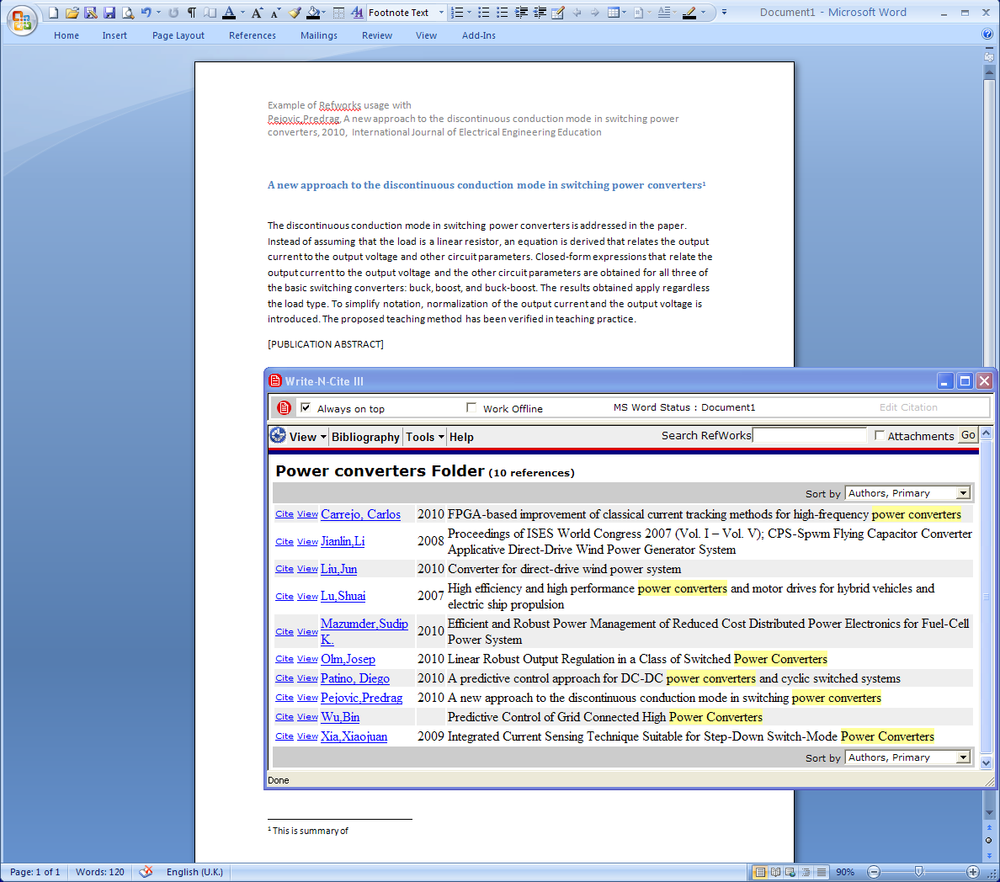 Footnote Text
Document1 - Microsoft Word
Home Insert Page Layout References Mailings Review View Add-Ins
Example of Refworks usage with
Pejovic,Predrag, A new approach to the discontinuous conduction mode in switching power
converters, 2010, International Journal of Electrical Engineering Education
A new approach to the discontinuous conduction mode in switching power converters¹
The discontinuous conduction mode in switching power converters is addressed in the paper.
Instead of assuming that the load is a linear resistor, an equation is derived that relates the output
current to the output voltage and other circuit parameters. Closed-form expressions that relate the
output current to the output voltage and the other circuit parameters are obtained for all three of
the basic switching converters: buck, boost, and buck-boost. The results obtained apply regardless
the load type. To simplify notation, normalization of the output current and the output voltage is
introduced. The proposed teaching method has been verified in teaching practice.
[PUBLICATION ABSTRACT]
Write-N-Cite III
Always on top Work Offline MS Word Status : Document1 Edit Citation
View Bibliography Tools Help Search RefWorks Attachments Go
Power converters Folder (10 references)
Sort by Authors, Primary
Cite View Carrejo, Carlos 2010 FPGA-based improvement of classical current tracking methods for high-frequency power converters
Cite View Jianlin,Li 2008 Proceedings of ISES World Congress 2007 (Vol. I – Vol. V); CPS-Spwm Flying Capacitor Converter
Applicative Direct-Drive Wind Power Generator System
Cite View Liu,Jun 2010 Converter for direct-drive wind power system
Cite View Lu,Shuai 2007 High efficiency and high performance power converters and motor drives for hybrid vehicles and
electric ship propulsion
Cite View Mazumder,Sudip K. 2010 Efficient and Robust Power Management of Reduced Cost Distributed Power Electronics for Fuel-Cell
Power System
Cite View Olm,Josep 2010 Linear Robust Output Regulation in a Class of Switched Power Converters
Cite View Patino, Diego 2010 A predictive control approach for DC-DC power converters and cyclic switched systems
Cite View Pejovic,Predrag 2010 A new approach to the discontinuous conduction mode in switching power converters
Cite View Wu,Bin Predictive Control of Grid Connected High Power Converters
Cite View Xia,Xiaojuan 2009 Integrated Current Sensing Technique Suitable for Step-Down Switch-Mode Power Converters
Sort by Authors, Primary
Done
¹ This is summary of
Page: 1 of 1 Words: 120 English (U.K.) 90%